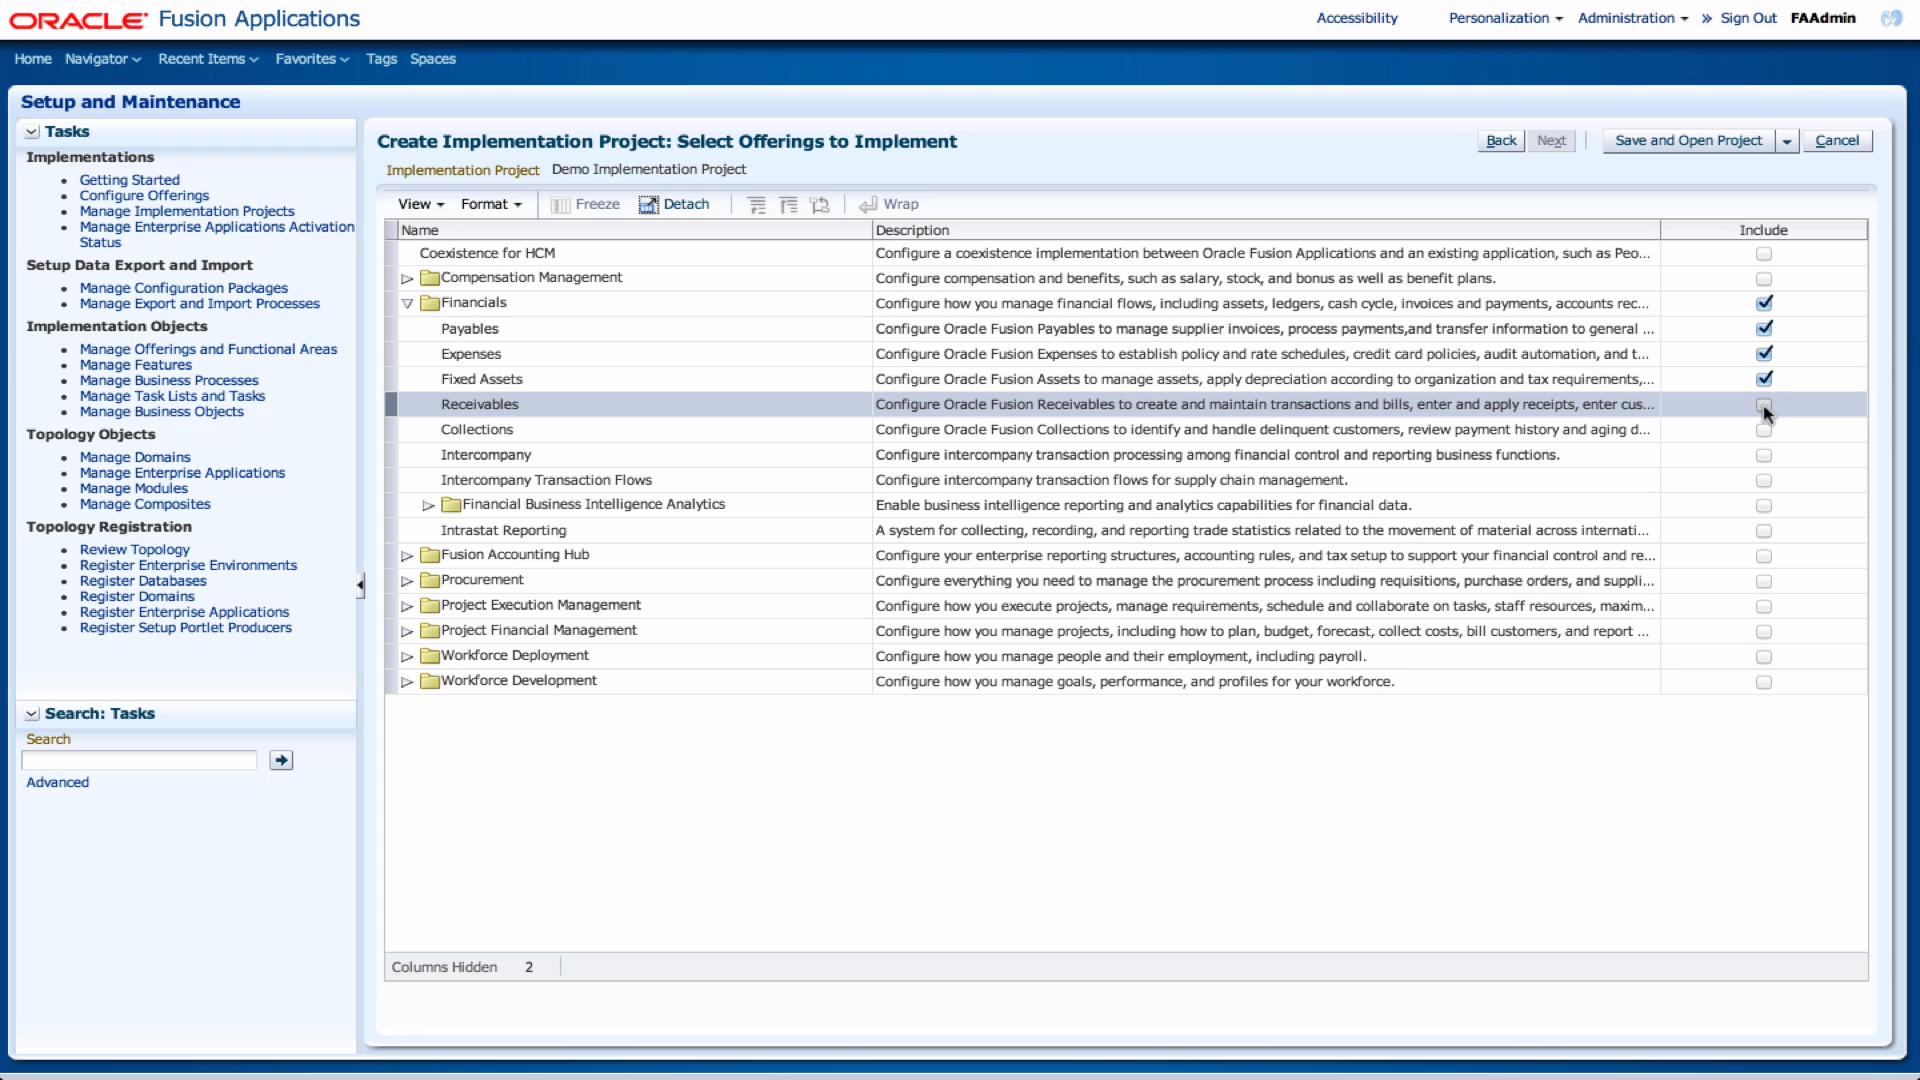 ORACLE Fusion Applications
Accessibility Personalization Administration » Sign Out FAAdmin
Home Navigator Recent Items Favorites Tags Spaces
Setup and Maintenance
Tasks
Implementations
Getting Started
Configure Offerings
Manage Implementation Projects
Manage Enterprise Applications Activation
Status
Setup Data Export and Import
Manage Configuration Packages
Manage Export and Import Processes
Implementation Objects
Manage Offerings and Functional Areas
Manage Features
Manage Business Processes
Manage Task Lists and Tasks
Manage Business Objects
Topology Objects
Manage Domains
Manage Enterprise Applications
Manage Modules
Manage Composites
Topology Registration
Review Topology
Register Enterprise Environments
Register Databases
Register Domains
Register Enterprise Applications
Register Setup Portlet Producers
Search: Tasks
Search
Advanced
Create Implementation Project: Select Offerings to Implement
Back Next Save and Open Project Cancel
Implementation Project Demo Implementation Project
View Format Freeze Detach Wrap
Name Description Include
Coexistence for HCM Configure a coexistence implementation between Oracle Fusion Applications and an existing application, such as Peo...
Compensation Management Configure compensation and benefits, such as salary, stock, and bonus as well as benefit plans.
Financials Configure how you manage financial flows, including assets, ledgers, cash cycle, invoices and payments, accounts rec...
Payables Configure Oracle Fusion Payables to manage supplier invoices, process payments,and transfer information to general ...
Expenses Configure Oracle Fusion Expenses to establish policy and rate schedules, credit card policies, audit automation, and t...
Fixed Assets Configure Oracle Fusion Assets to manage assets, apply depreciation according to organization and tax requirements,...
Receivables Configure Oracle Fusion Receivables to create and maintain transactions and bills, enter and apply receipts, enter cus...
Collections Configure Oracle Fusion Collections to identify and handle delinquent customers, review payment history and aging d...
Intercompany Configure intercompany transaction processing among financial control and reporting business functions.
Intercompany Transaction Flows Configure intercompany transaction flows for supply chain management.
Financial Business Intelligence Analytics Enable business intelligence reporting and analytics capabilities for financial data.
Intrastat Reporting A system for collecting, recording, and reporting trade statistics related to the movement of material across internati...
Fusion Accounting Hub Configure your enterprise reporting structures, accounting rules, and tax setup to support your financial control and re...
Procurement Configure everything you need to manage the procurement process including requisitions, purchase orders, and suppli...
Project Execution Management Configure how you execute projects, manage requirements, schedule and collaborate on tasks, staff resources, maxim...
Project Financial Management Configure how you manage projects, including how to plan, budget, forecast, collect costs, bill customers, and report ...
Workforce Deployment Configure how you manage people and their employment, including payroll.
Workforce Development Configure how you manage goals, performance, and profiles for your workforce.
Columns Hidden 2